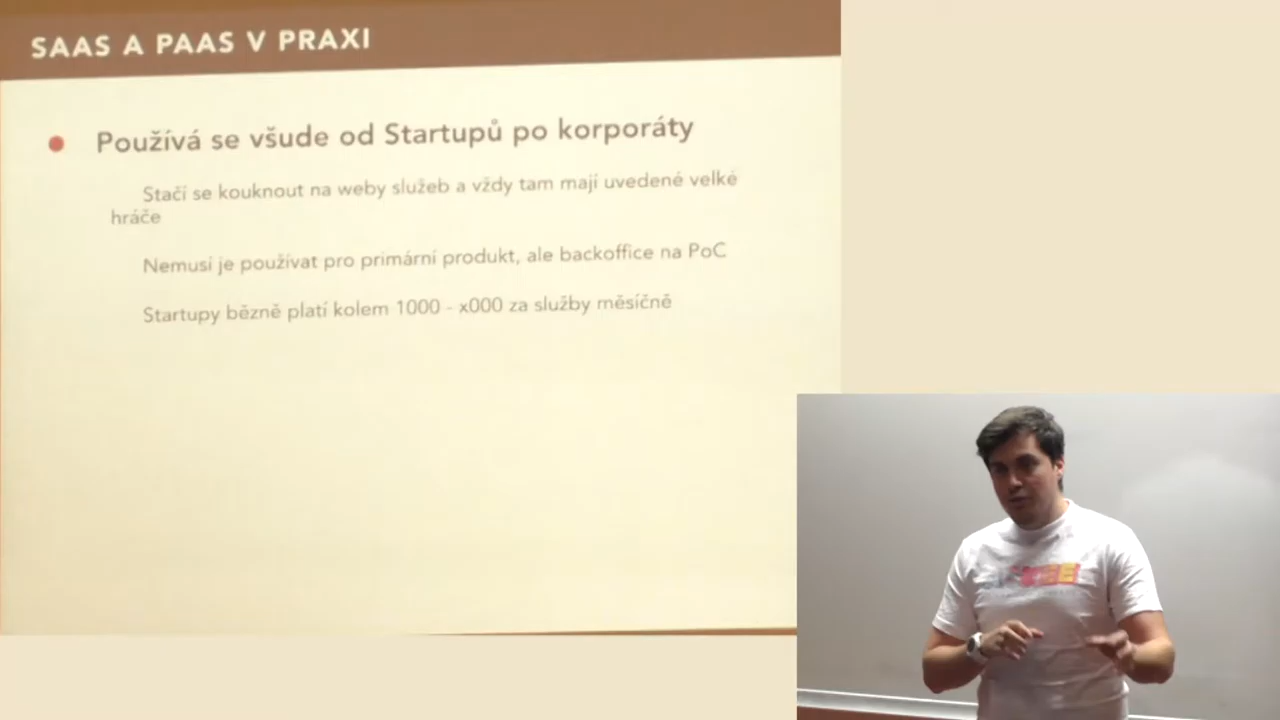 SAAS A PAAS V PRAXI
Používá se všude od Startupů po korporáty
Stačí se kouknout na weby služeb a vždy tam mají uvedené velké
hráče
Nemusí je používat pro primární produkt, ale backoffice na PoC
Startupy bězně platí kolem 1000 - x000 za služby měsíčně